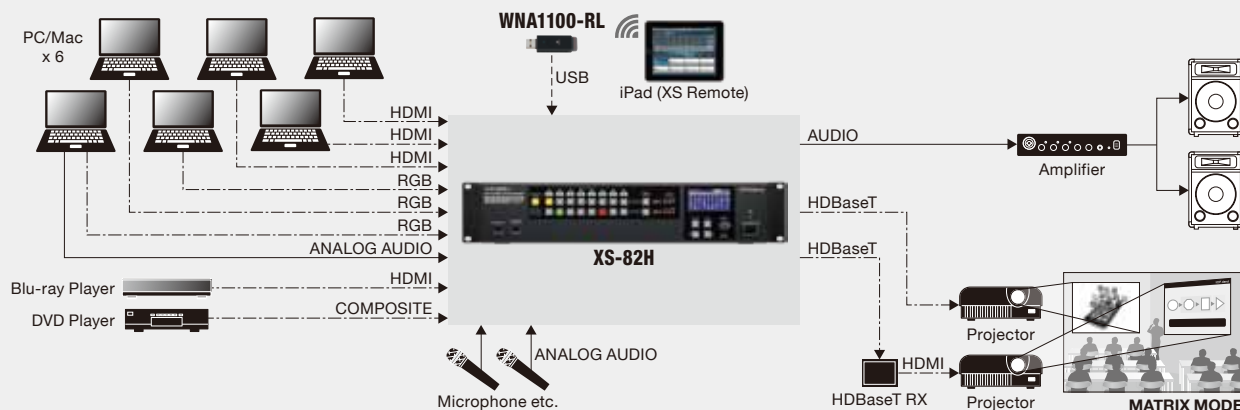 WNA1100-RL
PC/Mac
x 6
USB
iPad (XS Remote)
HDMI
HDMI
HDMI
RGB
RGB
RGB
ANALOG AUDIO
HDMI
COMPOSITE
Blu-ray Player
DVD Player
XS-82H
ANALOG AUDIO
Microphone etc.
AUDIO
Amplifier
HDBaseT
HDBaseT
Projector
HDMI
HDBaseT RX
Projector
MATRIX MODE